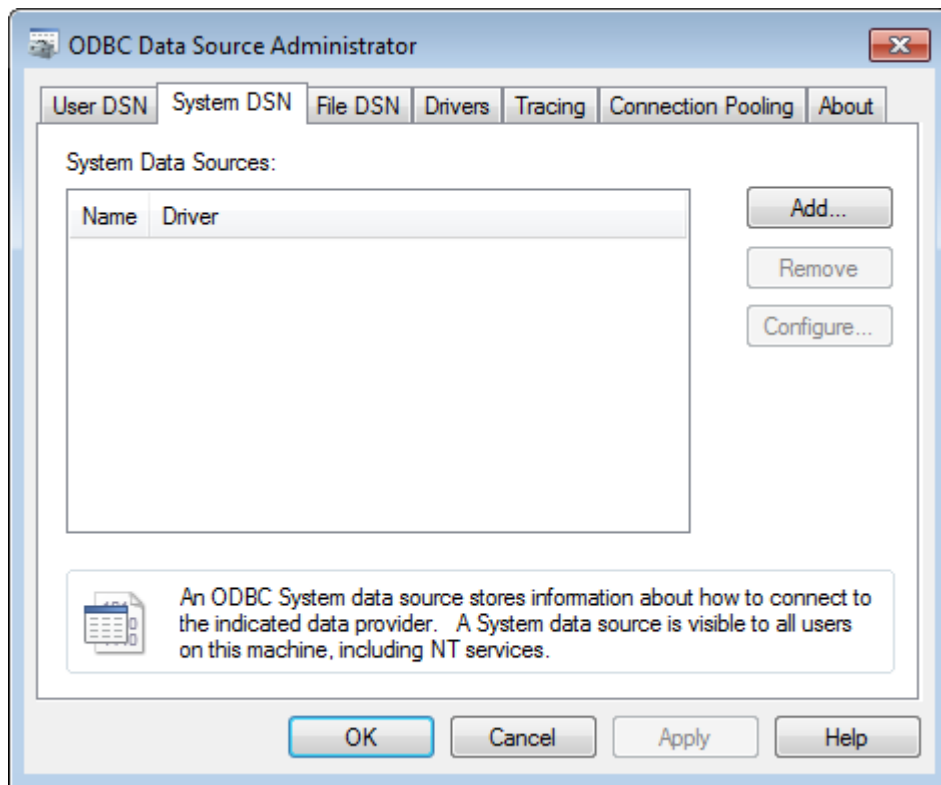 ODBC Data Source Administrator
User DSN System DSN File DSN Drivers Tracing Connection Pooling About
System Data Sources:
Name Driver
Add...
Remove
Configure...
An ODBC System data source stores information about how to connect to
the indicated data provider. A System data source is visible to all users
on this machine, including NT services.
OK Cancel Apply Help